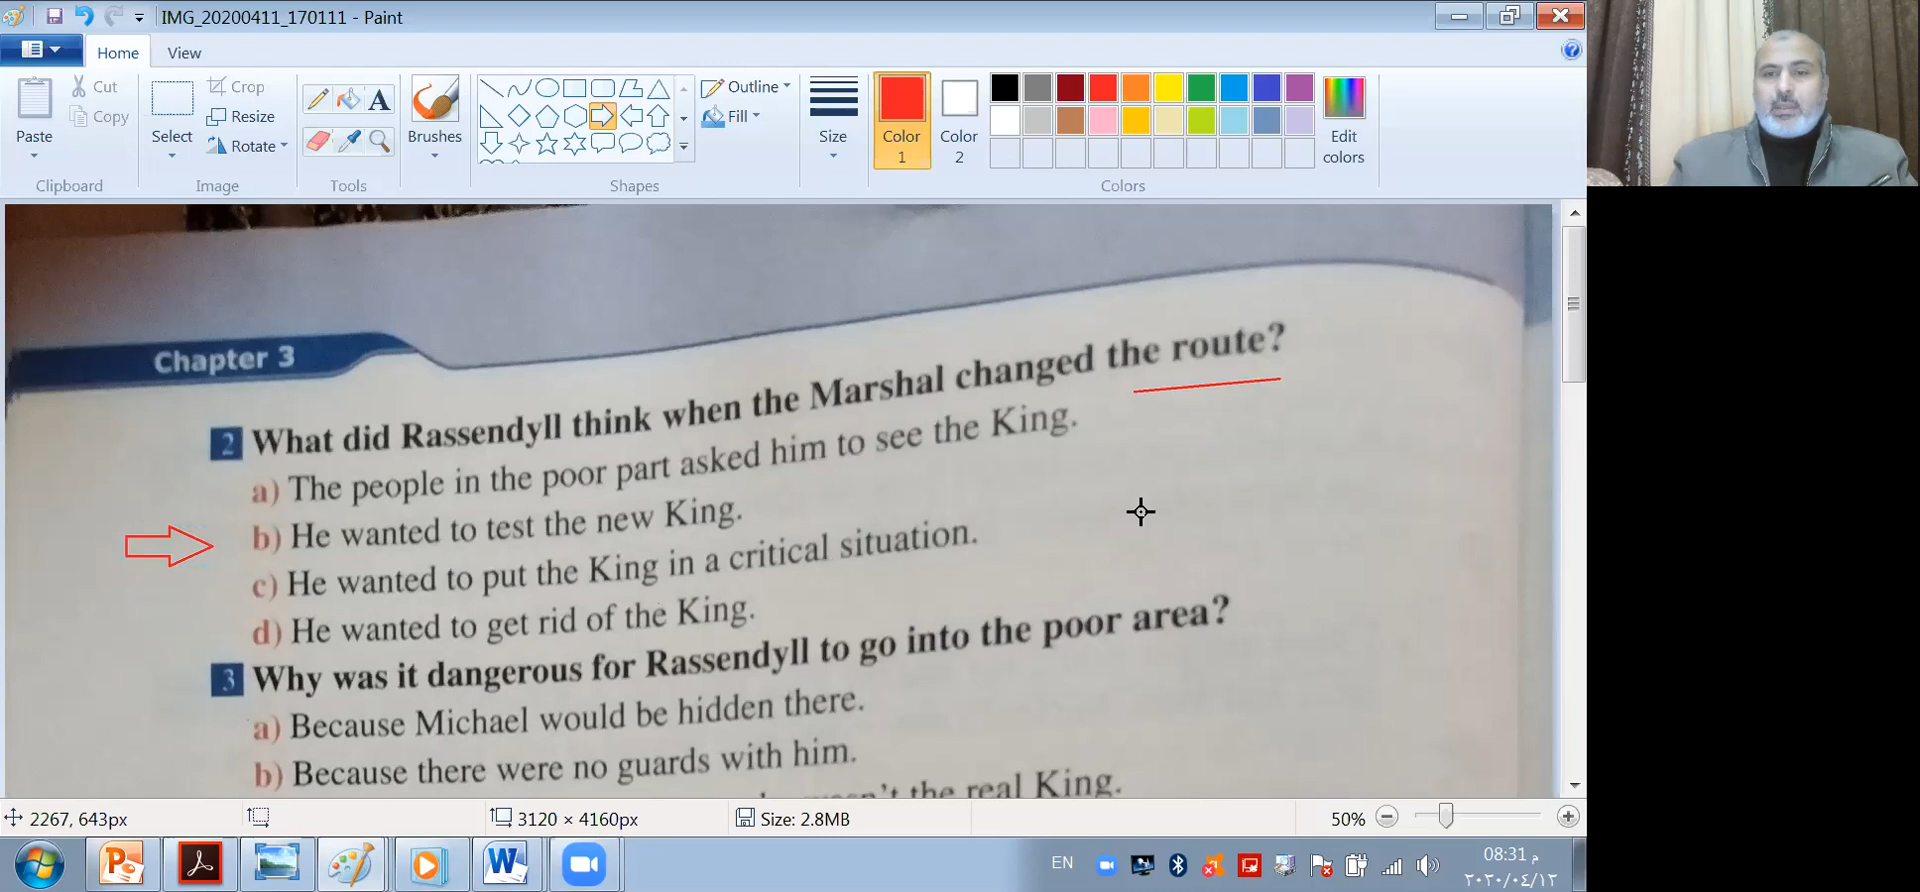 IMG_20200411_170111 - Paint
Home View
Paste
Cut
Copy
Clipboard
Select
Crop
Resize
Rotate
Image
A
Tools
Brushes
Shapes
Outline
Fill
Size
Color 1
Color 2
Edit colors
Colors
Chapter 3
2 What did Rassendyll think when the Marshal changed the route?
a) The people in the poor part asked him to see the King.
b) He wanted to test the new King.
c) He wanted to put the King in a critical situation.
d) He wanted to get rid of the King.
3 Why was it dangerous for Rassendyll to go into the poor area?
a) Because Michael would be hidden there.
b) Because there were no guards with him.
the real King.
2267, 643px 3120 × 4160px Size: 2.8MB 50%
EN 08:31 م
٢٠٢٠/٠٤/١٢